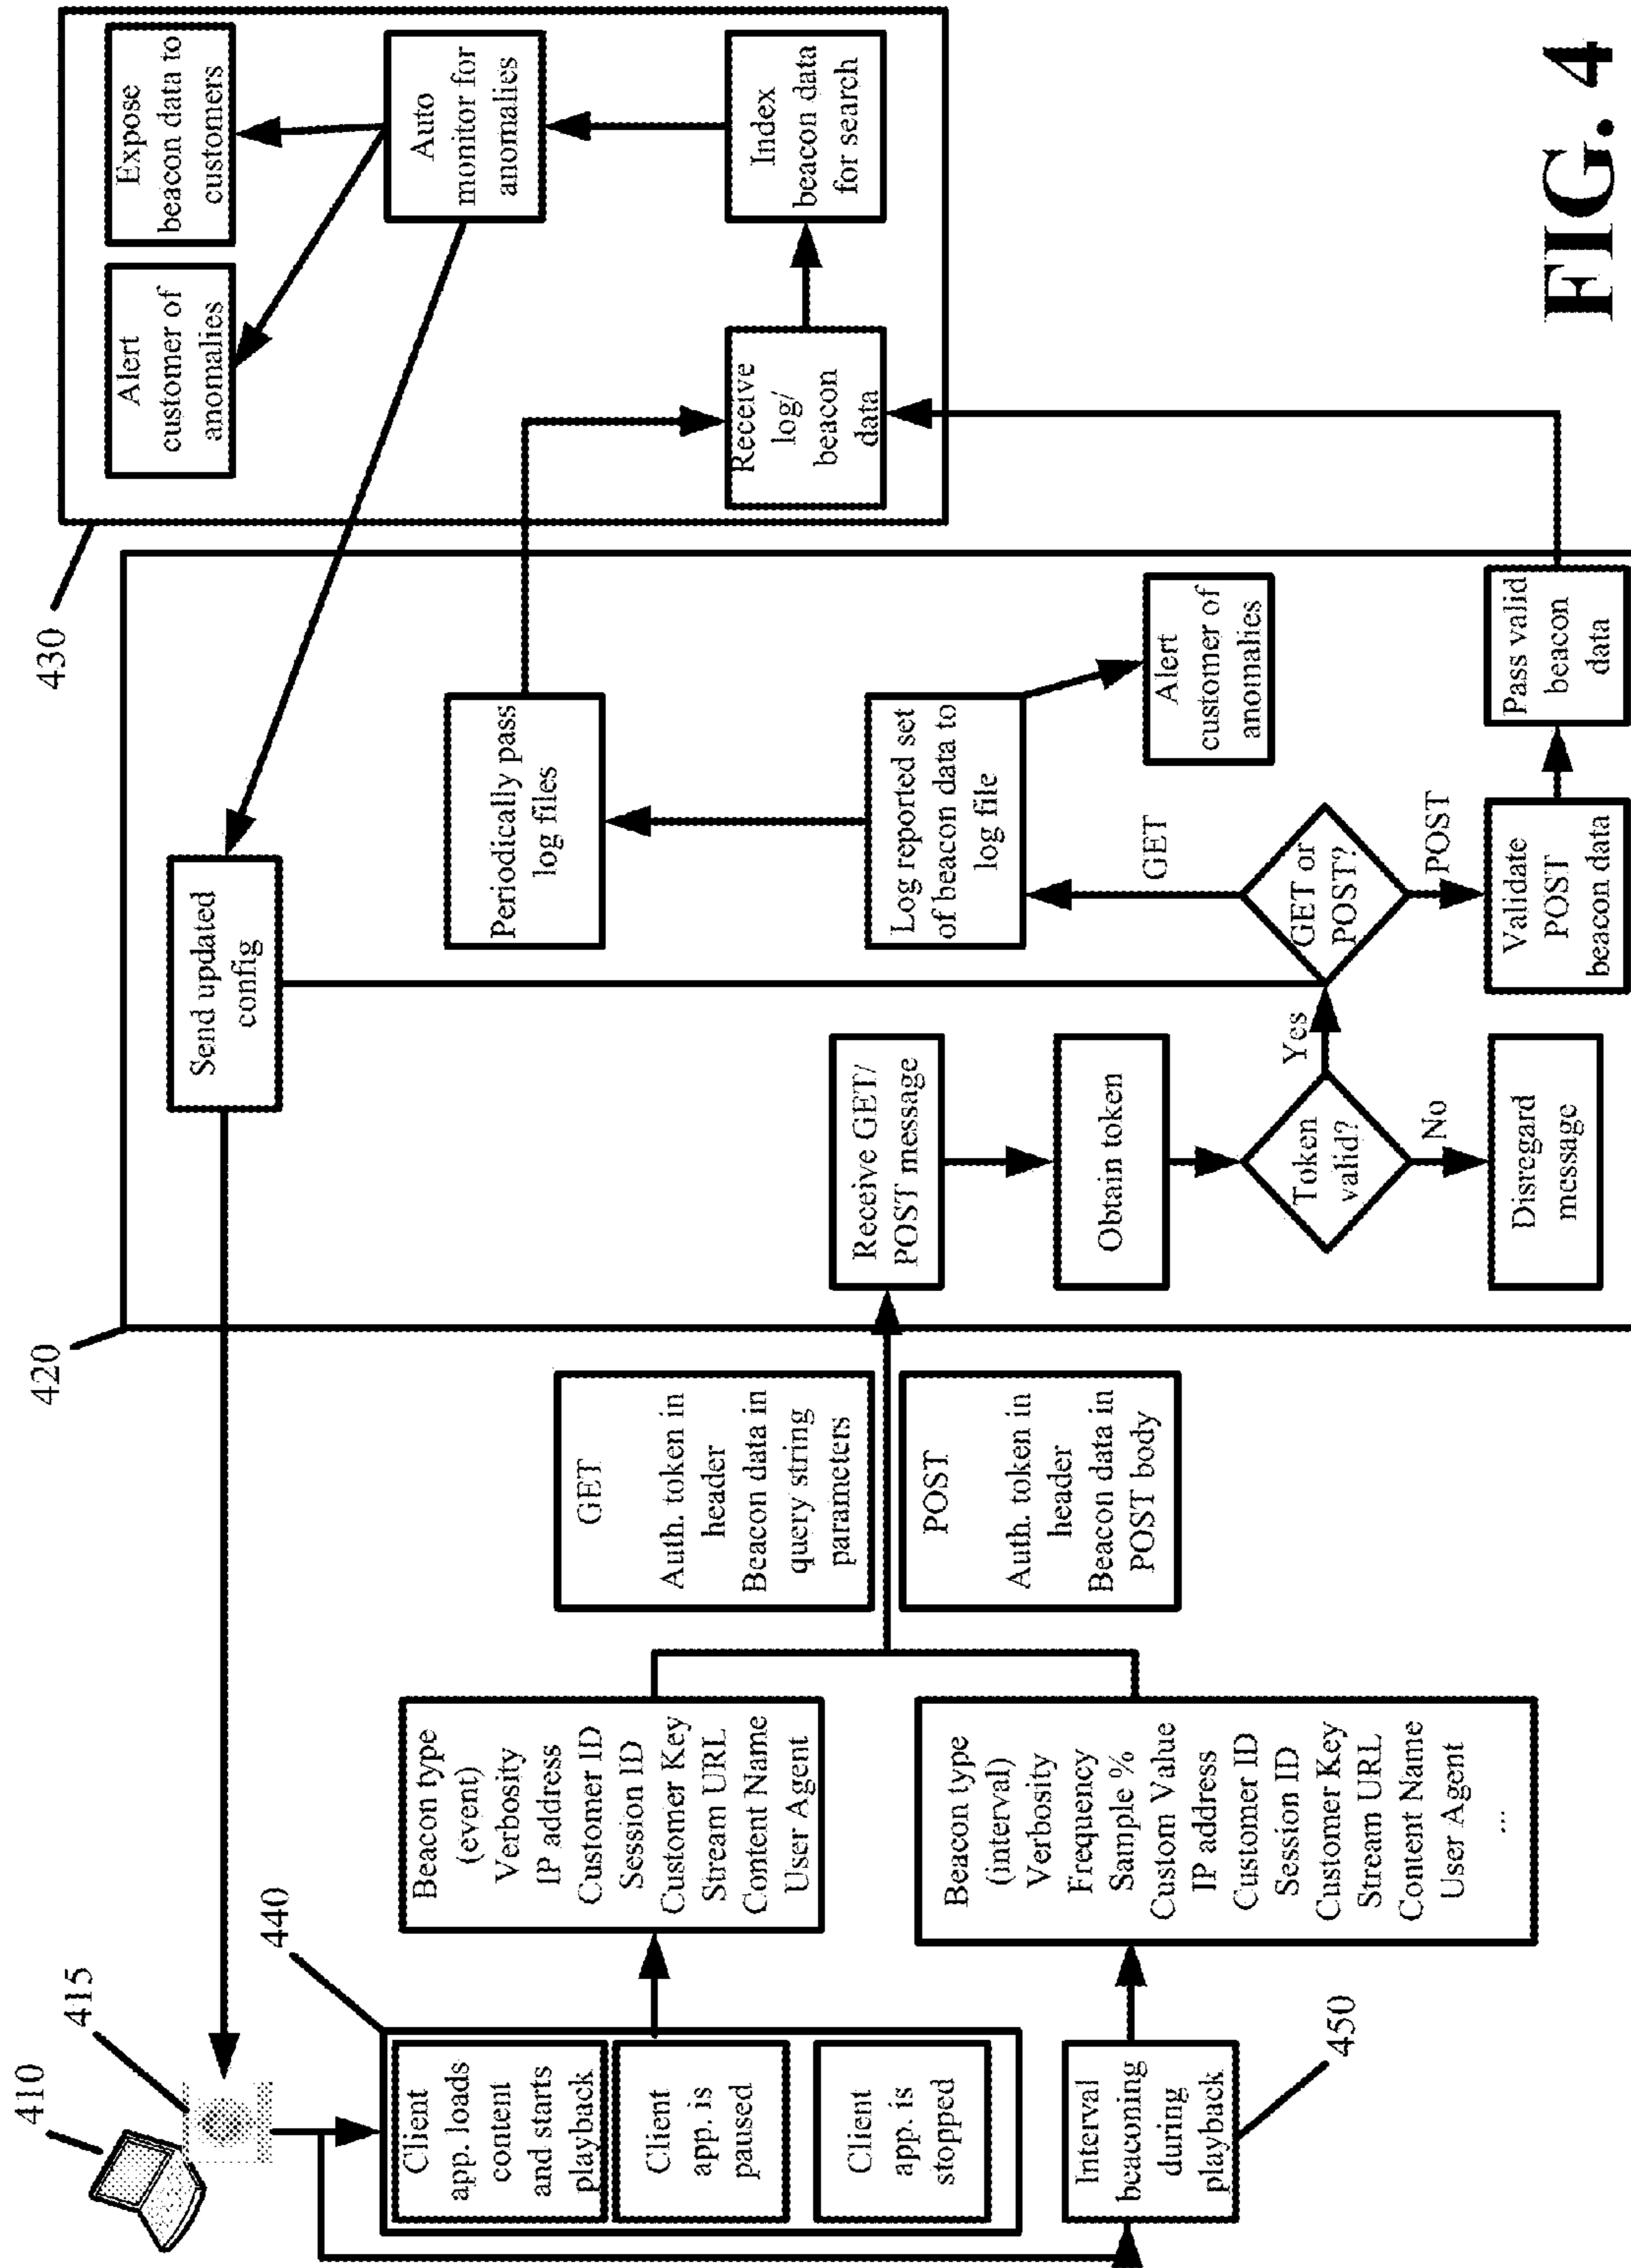 410
415
440
Client
app. loads
content
and starts
playback
Client
app. is
paused
Client
app. is
stopped
Interval
beaconing
during
playback
450
Beacon type
(event)
Verbosity
IP address
Customer ID
Session ID
Customer Key
Stream URL
Content Name
User Agent
Beacon type
(interval)
Verbosity
Frequency
Sample %
Custom Value
IP address
Customer ID
Session ID
Customer Key
Stream URL
Content Name
User Agent
...
GET
Auth. token in
header
Beacon data in
query string
parameters
POST
Auth. token in
header
Beacon data in
POST body
420
Send updated
config
Receive GET/
POST message
Obtain token
Token
valid?
Yes
No
Disregard
message
Periodically pass
log files
Log reported set
of beacon data to
log file
Alert
customer of
anomalies
GET
GET or
POST?
POST
Validate
POST
beacon data
Pass valid
beacon
data
430
Alert
customer of
anomalies
Expose
beacon data to
customers
Auto
monitor for
anomalies
Receive
log/
beacon
data
Index
beacon data
for search
FIG. 4